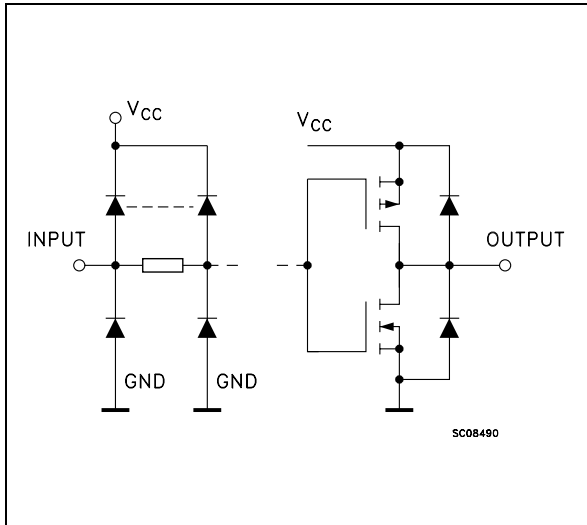 VCC
VCC
INPUT
OUTPUT
GND
GND
SC08490